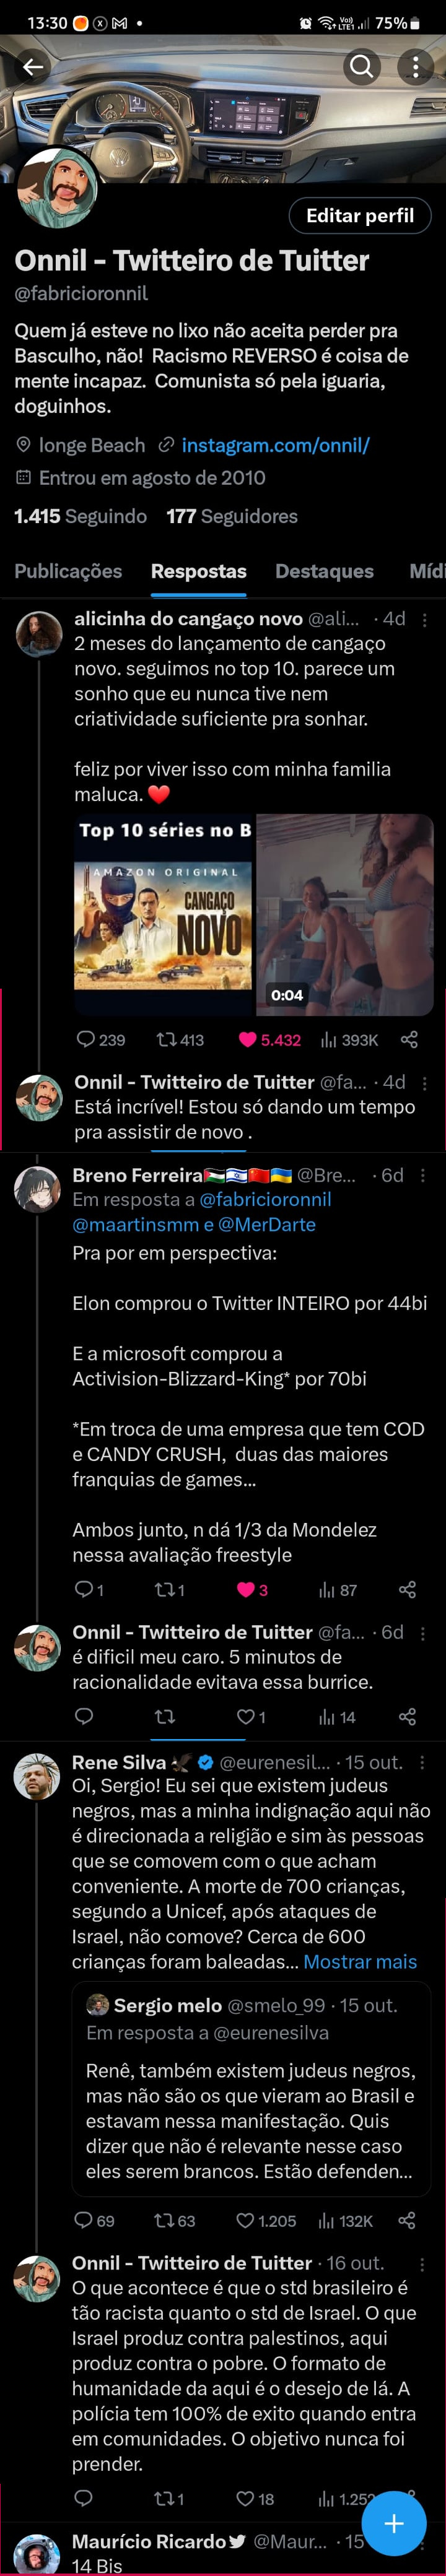 13:30
Vo))
LTE1
75%
Editar perfil
Onnil - Twitteiro de Tuitter
@fabricioronnil
Quem já esteve no lixo não aceita perder pra
Basculho, não!  Racismo REVERSO é coisa de
mente incapaz.  Comunista só pela iguaria,
doguinhos.
longe Beach instagram.com/onnil/
Entrou em agosto de 2010
1.415 Seguindo 177 Seguidores
Publicações Respostas Destaques Mídi
alicinha do cangaço novo @ali... · 4d
2 meses do lançamento de cangaço
novo. seguimos no top 10. parece um
sonho que eu nunca tive nem
criatividade suficiente pra sonhar.
feliz por viver isso com minha familia
maluca. ❤️
Top 10 séries no B
AMAZON ORIGINAL
CANGAÇO
NOVO
0:04
239 413 5.432 393K
Onnil - Twitteiro de Tuitter @fa... · 4d
Está incrível! Estou só dando um tempo
pra assistir de novo .
Breno Ferreira🇵🇸🇮🇱🇨🇳🇺🇦 @Bre... · 6d
Em resposta a @fabricioronnil
@maartinsmm e @MerDarte
Pra por em perspectiva:
Elon comprou o Twitter INTEIRO por 44bi
E a microsoft comprou a
Activision-Blizzard-King* por 70bi
*Em troca de uma empresa que tem COD
e CANDY CRUSH,  duas das maiores
franquias de games...
Ambos junto, n dá 1/3 da Mondelez
nessa avaliação freestyle
1 1 3 87
Onnil - Twitteiro de Tuitter @fa... · 6d
é dificil meu caro. 5 minutos de
racionalidade evitava essa burrice.
1 14
Rene Silva @eurenesil... · 15 out.
Oi, Sergio! Eu sei que existem judeus
negros, mas a minha indignação aqui não
é direcionada a religião e sim às pessoas
que se comovem com o que acham
conveniente. A morte de 700 crianças,
segundo a Unicef, após ataques de
Israel, não comove? Cerca de 600
crianças foram baleadas... Mostrar mais
Sergio melo @smelo_99 · 15 out.
Em resposta a @eurenesilva
Renê, também existem judeus negros,
mas não são os que vieram ao Brasil e
estavam nessa manifestação. Quis
dizer que não é relevante nesse caso
eles serem brancos. Estão defenden...
69 63 1.205 132K
Onnil - Twitteiro de Tuitter · 16 out.
O que acontece é que o std brasileiro é
tão racista quanto o std de Israel. O que
Israel produz contra palestinos, aqui
produz contra o pobre. O formato de
humanidade da aqui é o desejo de lá. A
polícia tem 100% de exito quando entra
em comunidades. O objetivo nunca foi
prender.
1 18 1.252
Maurício Ricardo @Maur... · 15
14 Bis